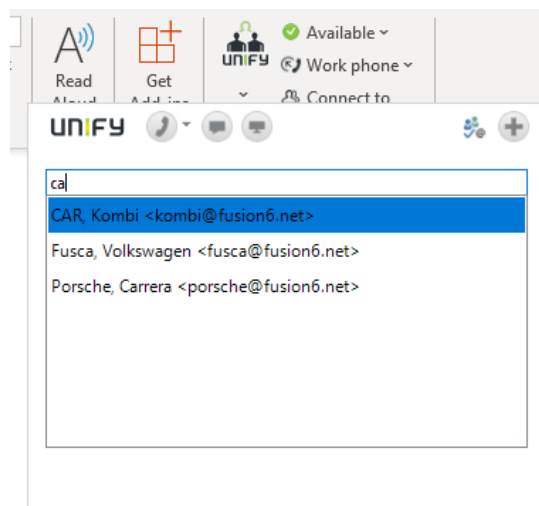 Read
Get
UNIFY
Available
Work phone
Aloud
Add-ins
Connect to
UNIFY
ca
CAR, Kombi <kombi@fusion6.net>
Fusca, Volkswagen <fusca@fusion6.net>
Porsche, Carrera <porsche@fusion6.net>